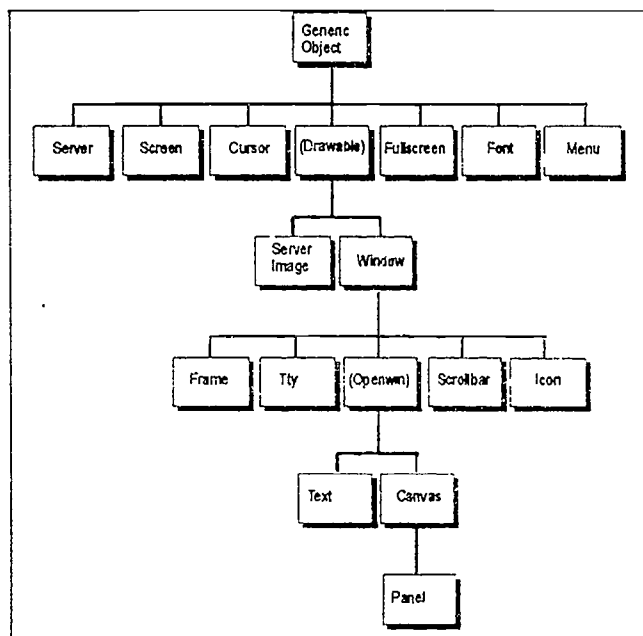 Generic
Object
Server
Screen
Cursor
(Drawable)
Fullscreen
Font
Menu
Server
Image
Window
Frame
Tty
(Openwin)
Scrollbar
Icon
Text
Canvas
Panel